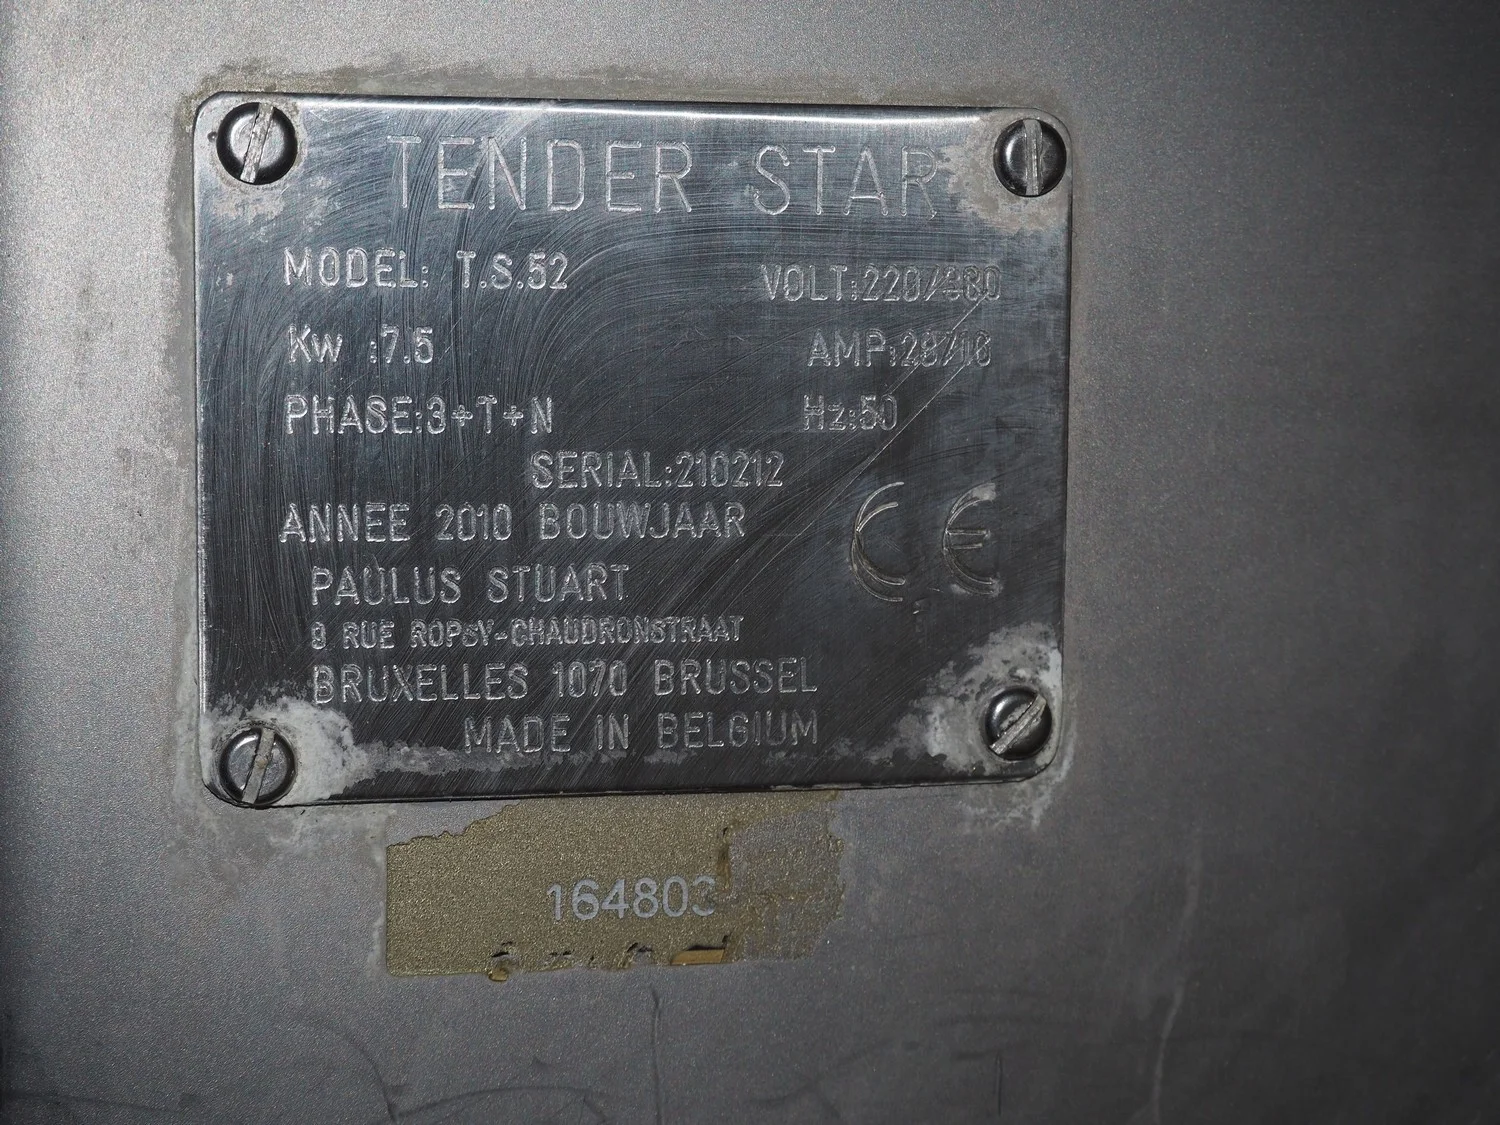 TENDER STAR
MODEL: T.S.52 VOLT:220/380
Kw :7.5 AMP:28/16
PHASE:3+T+N Hz:50
SERIAL:210212
ANNEE 2010 BOUWJAAR
CE
PAULUS STUART
9 RUE ROPSY-CHAUDRONSTRAAT
BRUXELLES 1070 BRUSSEL
MADE IN BELGIUM
164803